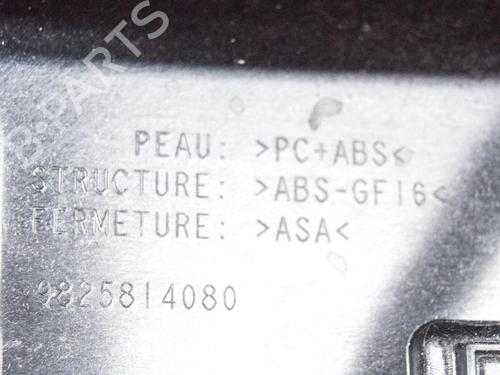 B-PARTS
PEAU: >PC+ABS<
STRUCTURE: >ABS-GF16<
FERMETURE: >ASA<
9825814080